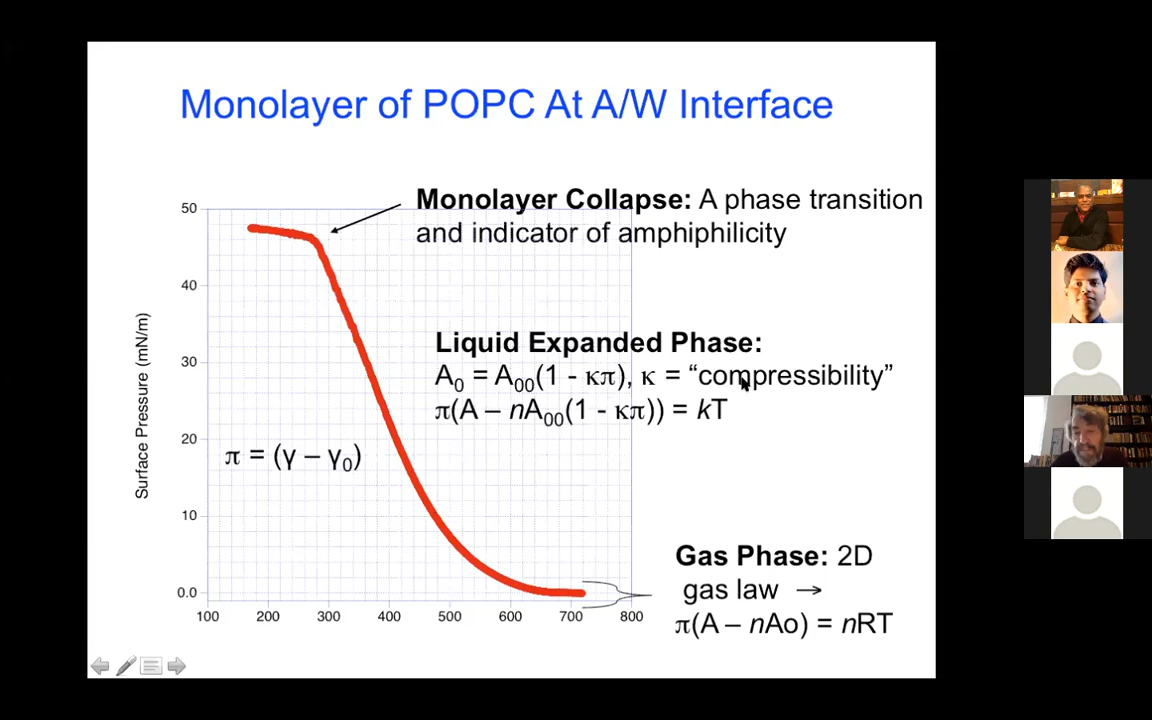 Monolayer of POPC At A/W Interface
Monolayer Collapse: A phase transition
and indicator of amphiphilicity
Liquid Expanded Phase:
A₀ = A₀₀(1 - κπ), κ = “compressibility”
π(A – nA₀₀(1 - κπ)) = kT
π = (γ – γ₀)
Gas Phase: 2D
gas law →
π(A – nAo) = nRT
Surface Pressure (mN/m)
50
40
30
20
10
0.0
100 200 300 400 500 600 700 800